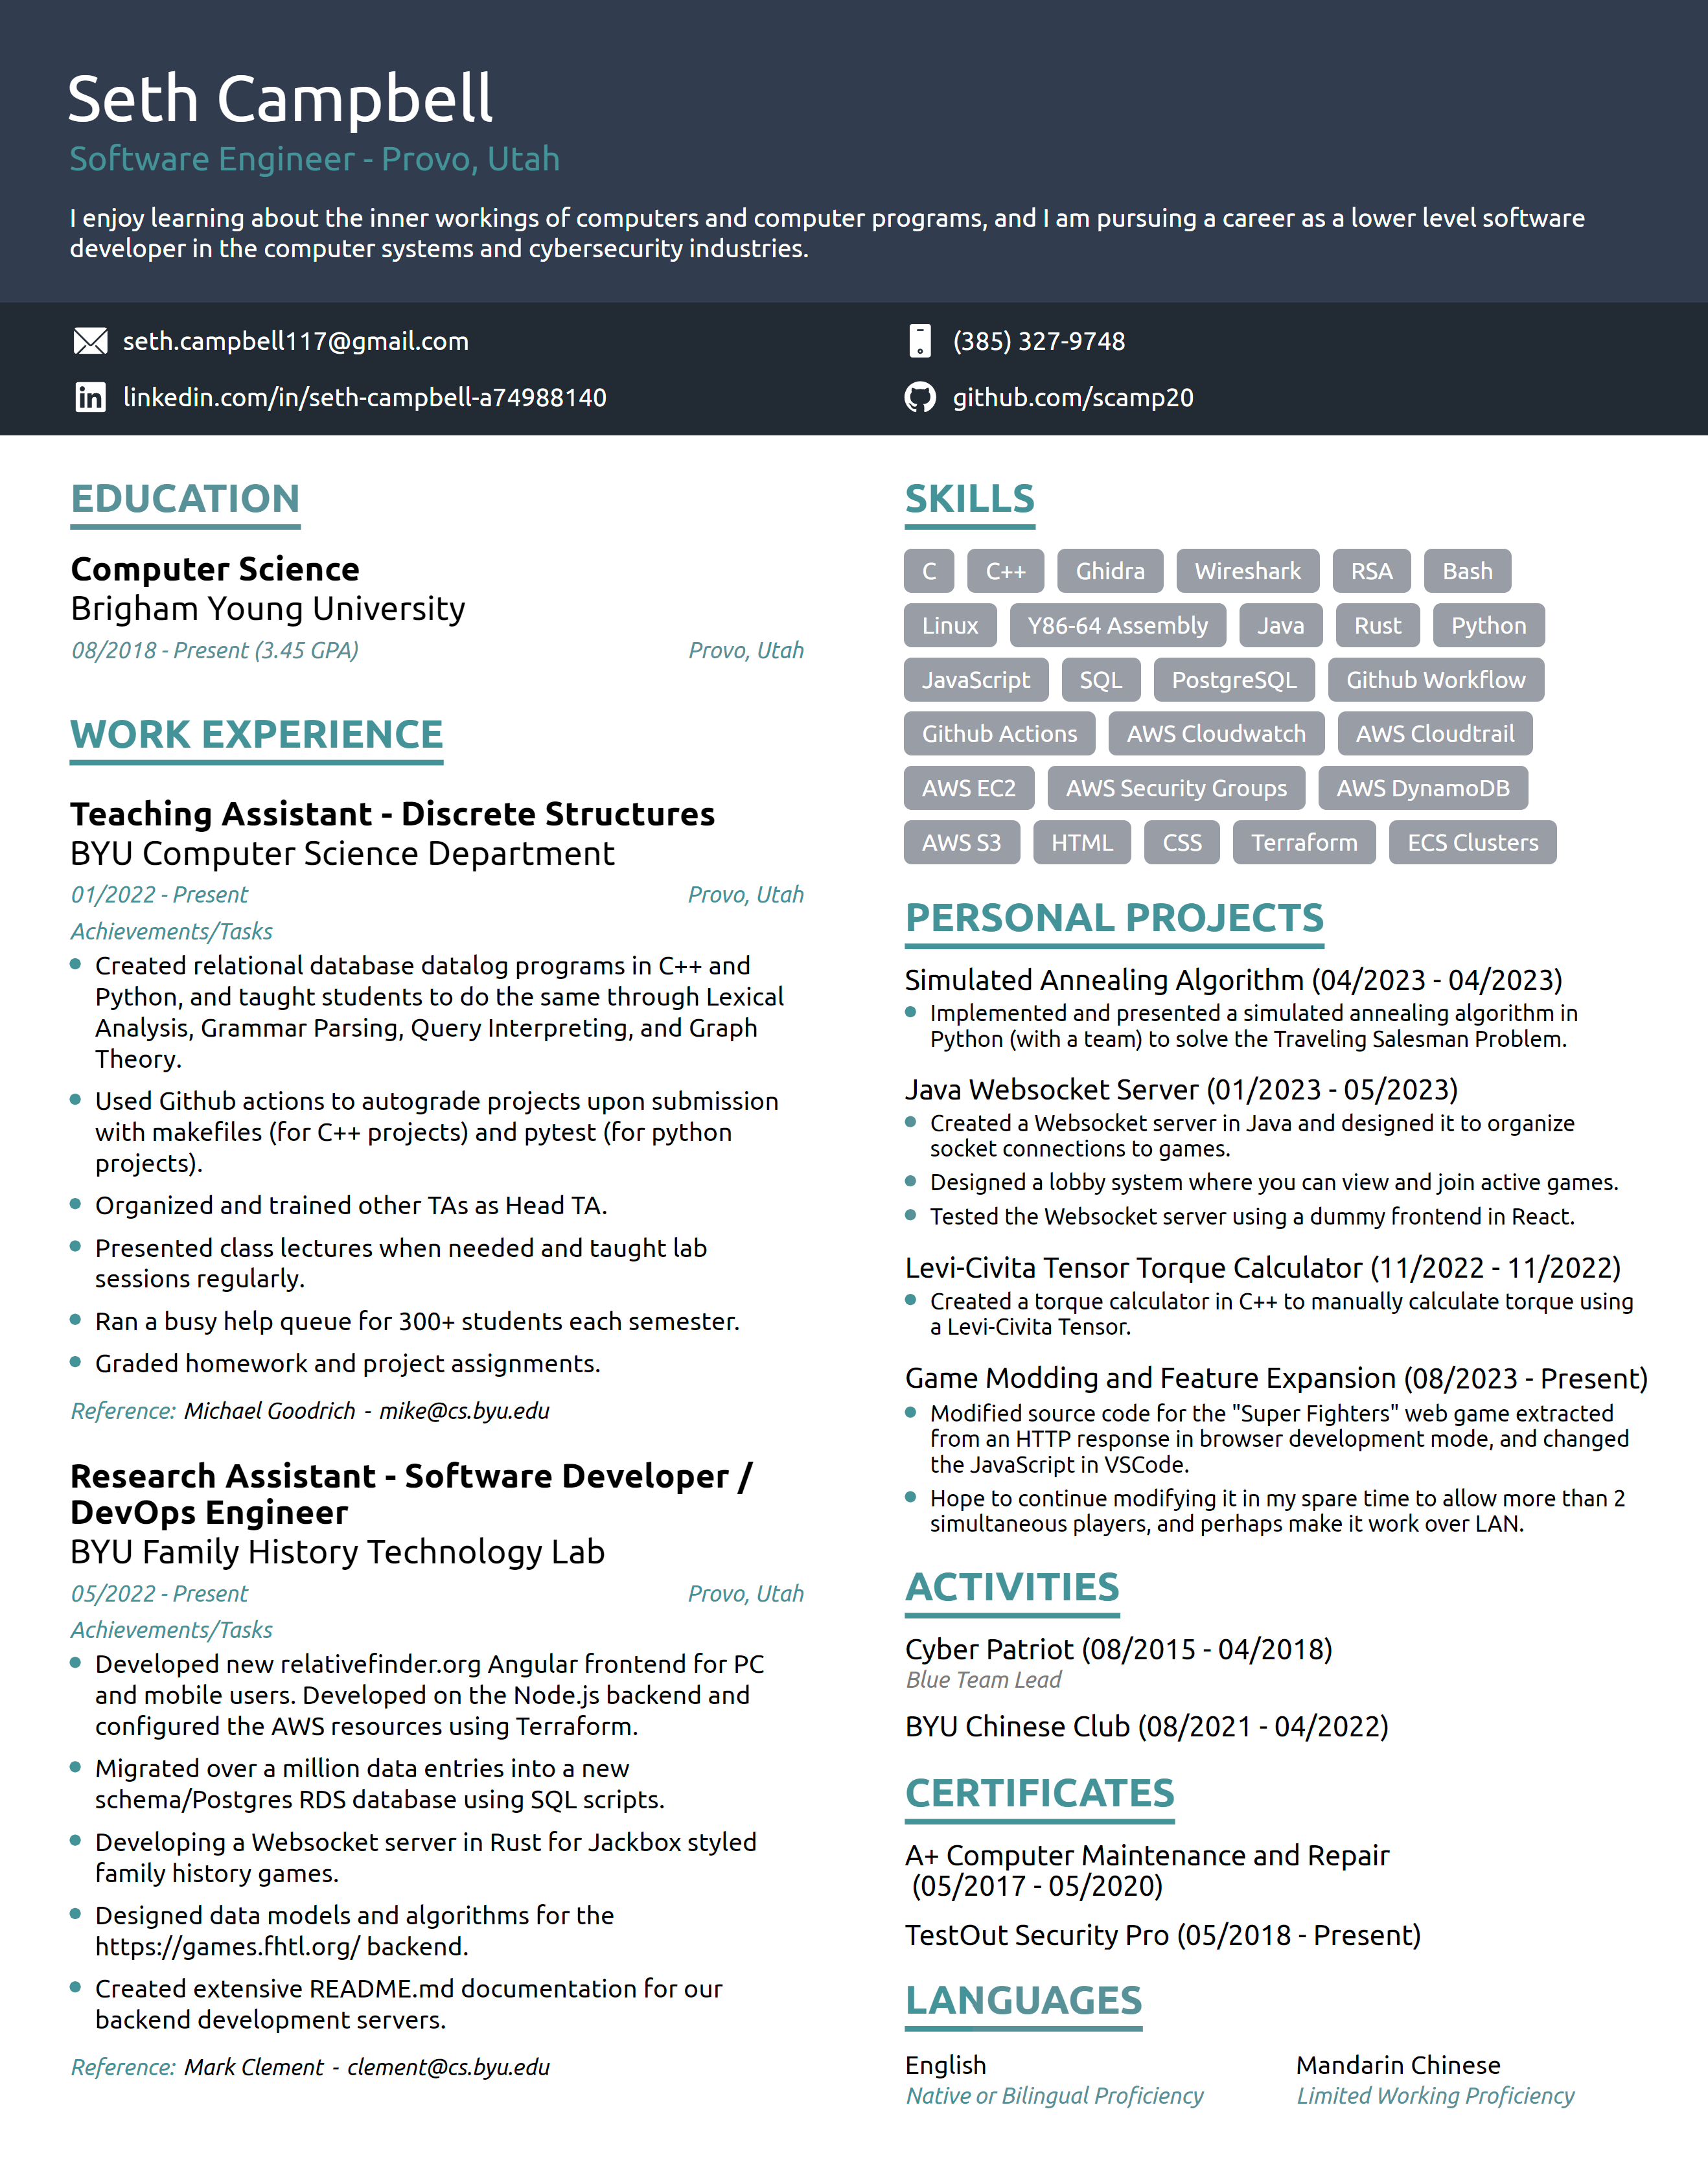 Seth Campbell
Software Engineer - Provo, Utah
I enjoy learning about the inner workings of computers and computer programs, and I am pursuing a career as a lower level software
developer in the computer systems and cybersecurity industries.
seth.campbell117@gmail.com
(385) 327-9748
linkedin.com/in/seth-campbell-a74988140
github.com/scamp20
EDUCATION
Computer Science
Brigham Young University
08/2018 - Present (3.45 GPA) Provo, Utah
WORK EXPERIENCE
Teaching Assistant - Discrete Structures
BYU Computer Science Department
01/2022 - Present Provo, Utah
Achievements/Tasks
Created relational database datalog programs in C++ and
Python, and taught students to do the same through Lexical
Analysis, Grammar Parsing, Query Interpreting, and Graph
Theory.
Used Github actions to autograde projects upon submission
with makefiles (for C++ projects) and pytest (for python
projects).
Organized and trained other TAs as Head TA.
Presented class lectures when needed and taught lab
sessions regularly.
Ran a busy help queue for 300+ students each semester.
Graded homework and project assignments.
Reference: Michael Goodrich - mike@cs.byu.edu
Research Assistant - Software Developer /
DevOps Engineer
BYU Family History Technology Lab
05/2022 - Present Provo, Utah
Achievements/Tasks
Developed new relativefinder.org Angular frontend for PC
and mobile users. Developed on the Node.js backend and
configured the AWS resources using Terraform.
Migrated over a million data entries into a new
schema/Postgres RDS database using SQL scripts.
Developing a Websocket server in Rust for Jackbox styled
family history games.
Designed data models and algorithms for the
https://games.fhtl.org/ backend.
Created extensive README.md documentation for our
backend development servers.
Reference: Mark Clement - clement@cs.byu.edu
SKILLS
C C++ Ghidra Wireshark RSA Bash
Linux Y86-64 Assembly Java Rust Python
JavaScript SQL PostgreSQL Github Workflow
Github Actions AWS Cloudwatch AWS Cloudtrail
AWS EC2 AWS Security Groups AWS DynamoDB
AWS S3 HTML CSS Terraform ECS Clusters
PERSONAL PROJECTS
Simulated Annealing Algorithm (04/2023 - 04/2023)
Implemented and presented a simulated annealing algorithm in
Python (with a team) to solve the Traveling Salesman Problem.
Java Websocket Server (01/2023 - 05/2023)
Created a Websocket server in Java and designed it to organize
socket connections to games.
Designed a lobby system where you can view and join active games.
Tested the Websocket server using a dummy frontend in React.
Levi-Civita Tensor Torque Calculator (11/2022 - 11/2022)
Created a torque calculator in C++ to manually calculate torque using
a Levi-Civita Tensor.
Game Modding and Feature Expansion (08/2023 - Present)
Modified source code for the "Super Fighters" web game extracted
from an HTTP response in browser development mode, and changed
the JavaScript in VSCode.
Hope to continue modifying it in my spare time to allow more than 2
simultaneous players, and perhaps make it work over LAN.
ACTIVITIES
Cyber Patriot (08/2015 - 04/2018)
Blue Team Lead
BYU Chinese Club (08/2021 - 04/2022)
CERTIFICATES
A+ Computer Maintenance and Repair
(05/2017 - 05/2020)
TestOut Security Pro (05/2018 - Present)
LANGUAGES
English Mandarin Chinese
Native or Bilingual Proficiency Limited Working Proficiency